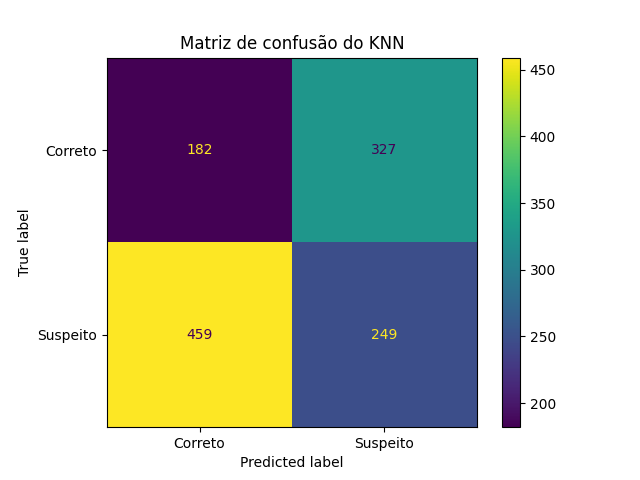 Matriz de confusão do KNN
450
400
350
300
250
200
Correto
182
327
True label
Suspeito
459
249
Correto
Suspeito
Predicted label